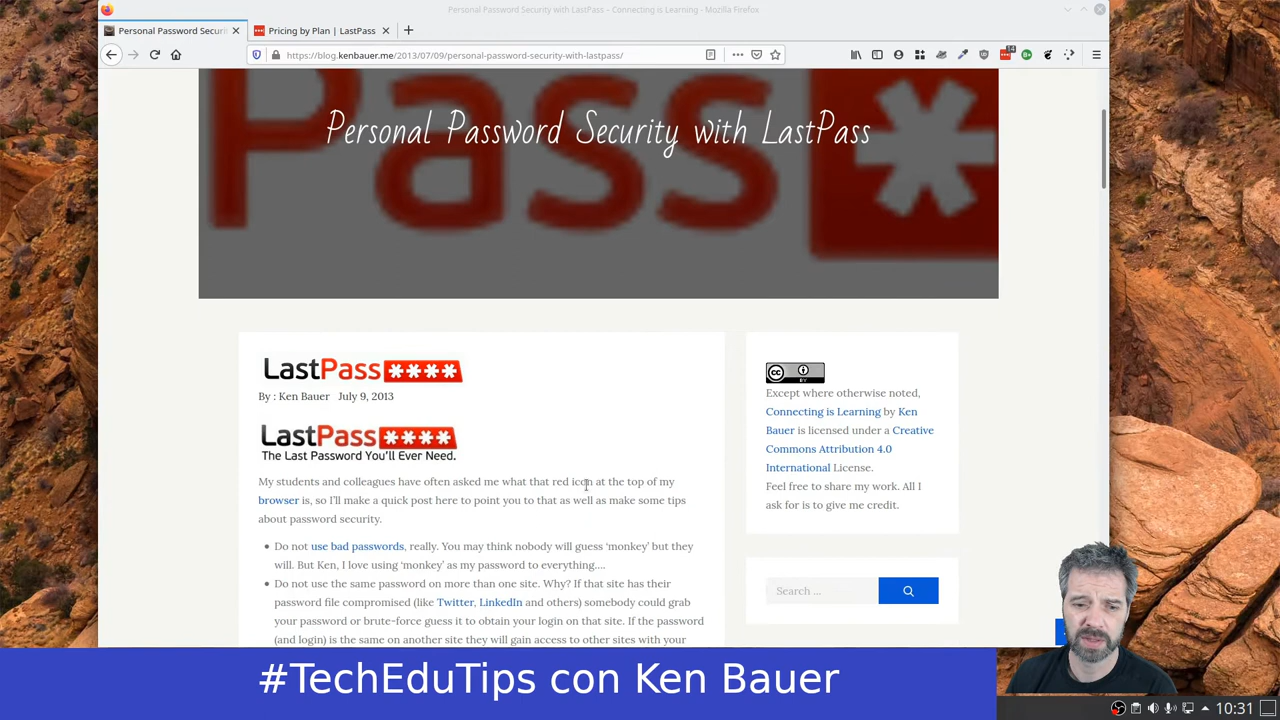 Personal Password Security with LastPass – Connecting is Learning - Mozilla Firefox
Personal Password Securi
Pricing by Plan | LastPass
https://blog.kenbauer.me/2013/07/09/personal-password-security-with-lastpass/
14
Pass*
Personal Password Security with LastPass
LastPass ****
By : Ken Bauer July 9, 2013
LastPass ****
The Last Password You'll Ever Need.
My students and colleagues have often asked me what that red icon at the top of my
browser is, so I'll make a quick post here to point you to that as well as make some tips
about password security.
Do not use bad passwords, really. You may think nobody will guess ‘monkey’ but they
will. But Ken, I love using ‘monkey’ as my password to everything….
Do not use the same password on more than one site. Why? If that site has their
password file compromised (like Twitter, LinkedIn and others) somebody could grab
your password or brute-force guess it to obtain your login on that site. If the password
(and login) is the same on another site they will gain access to other sites with your
CC BY
Except where otherwise noted,
Connecting is Learning by Ken
Bauer is licensed under a Creative
Commons Attribution 4.0
International License.
Feel free to share my work. All I
ask for is to give me credit.
Search ...
#TechEduTips con Ken Bauer
10:31